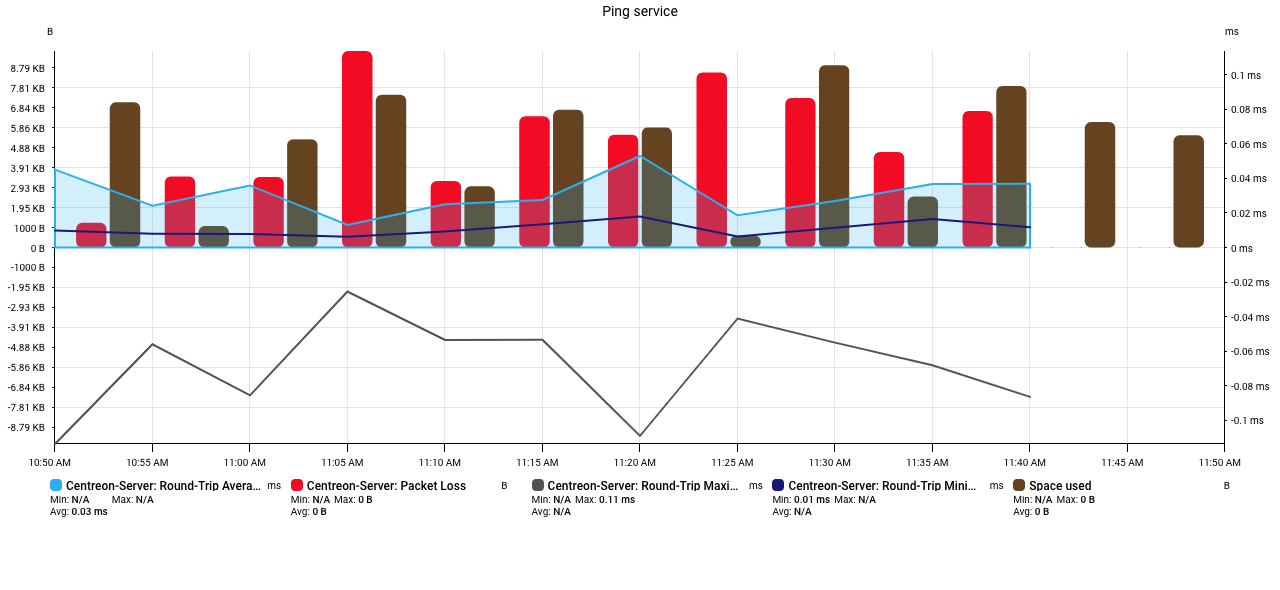 Ping service
B ms
8.79 KB
7.81 KB
6.84 KB
5.86 KB
4.88 KB
3.91 KB
2.93 KB
1.95 KB
1000 B
0 B
-1000 B
-1.95 KB
-2.93 KB
-3.91 KB
-4.88 KB
-5.86 KB
-6.84 KB
-7.81 KB
-8.79 KB
0.1 ms
0.08 ms
0.06 ms
0.04 ms
0.02 ms
0 ms
-0.02 ms
-0.04 ms
-0.06 ms
-0.08 ms
-0.1 ms
10:50 AM 10:55 AM 11:00 AM 11:05 AM 11:10 AM 11:15 AM 11:20 AM 11:25 AM 11:30 AM 11:35 AM 11:40 AM 11:45 AM 11:50 AM
Centreon-Server: Round-Trip Avera... ms
Min: N/A Max: N/A
Avg: 0.03 ms
Centreon-Server: Packet Loss B
Min: N/A Max: 0 B
Avg: 0 B
Centreon-Server: Round-Trip Maxi... ms
Min: N/A Max: 0.11 ms
Avg: N/A
Centreon-Server: Round-Trip Mini... ms
Min: 0.01 ms Max: N/A
Avg: N/A
Space used B
Min: N/A Max: 0 B
Avg: 0 B